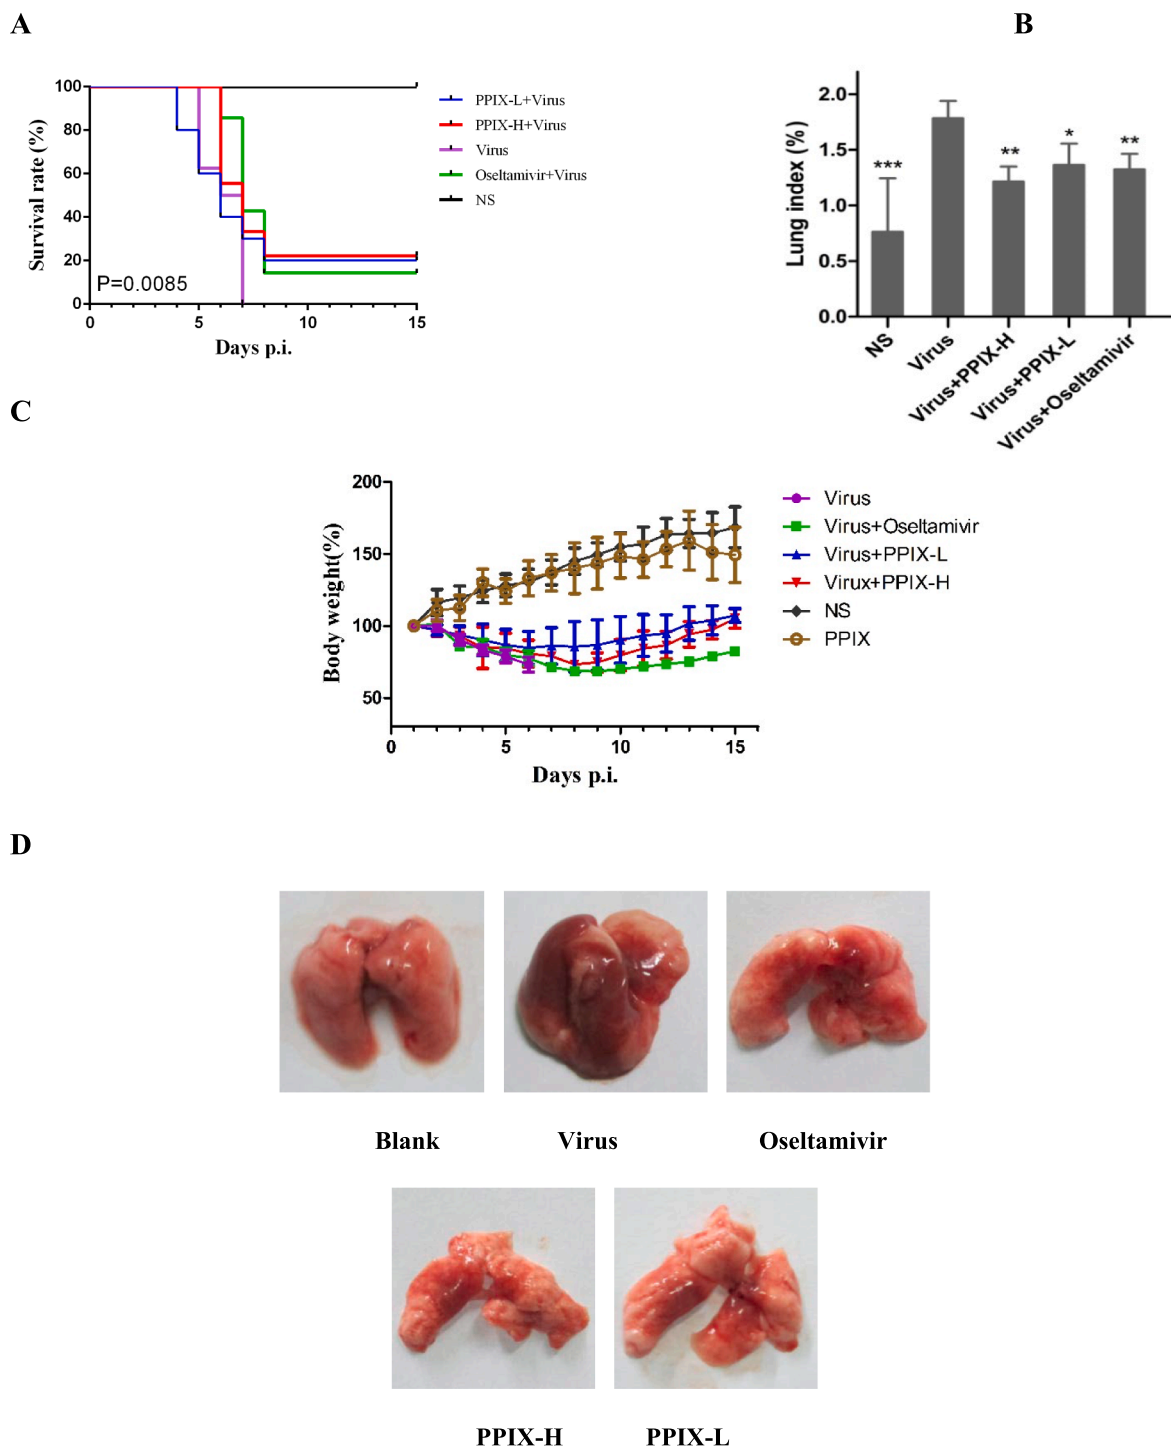 A
B
100
80
60
40
20
0
Survival rate (%)
P=0.0085
0 5 10 15
Days p.i.
PPIX-L+Virus
PPIX-H+Virus
Virus
Oseltamivir+Virus
NS
2.0
1.5
1.0
0.5
0.0
Lung index (%)
***
**
*
**
NS
Virus
Virus+PPIX-H
Virus+PPIX-L
Virus+Oseltamivir
C
200
150
100
50
Body weight(%)
0 5 10 15
Days p.i.
Virus
Virus+Oseltamivir
Virus+PPIX-L
Virux+PPIX-H
NS
PPIX
D
Blank Virus Oseltamivir
PPIX-H PPIX-L